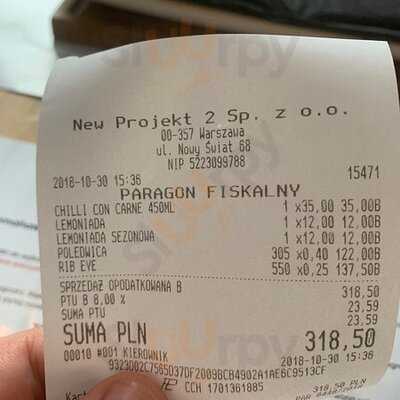 New Projekt 2 Sp. z o.o.
00-357 Warszawa
ul. Nowy Świat 68
NIP 5223099788
2018-10-30 15:36 15471
PARAGON FISKALNY
CHILLI CON CARNE 450ML 1 x35,00 35,00B
LEMONIADA 1 x12,00 12,00B
LEMONIADA SEZONOWA 1 x12,00 12,00B
POLEDWICA 305 x0,40 122,00B
RIB EYE 550 x0,25 137,50B
SPRZEDAŻ OPODATKOWANA B 318,50
PTU B 8,00 % 23,59
SUMA PTU 23,59
SUMA PLN 318,50
00010 #001 KIEROWNIK 2018-10-30 15:36
9323D02C7565D37DF2009BCB4902A1AE6C9513CF
CCH 1701361885
318,50 PLN